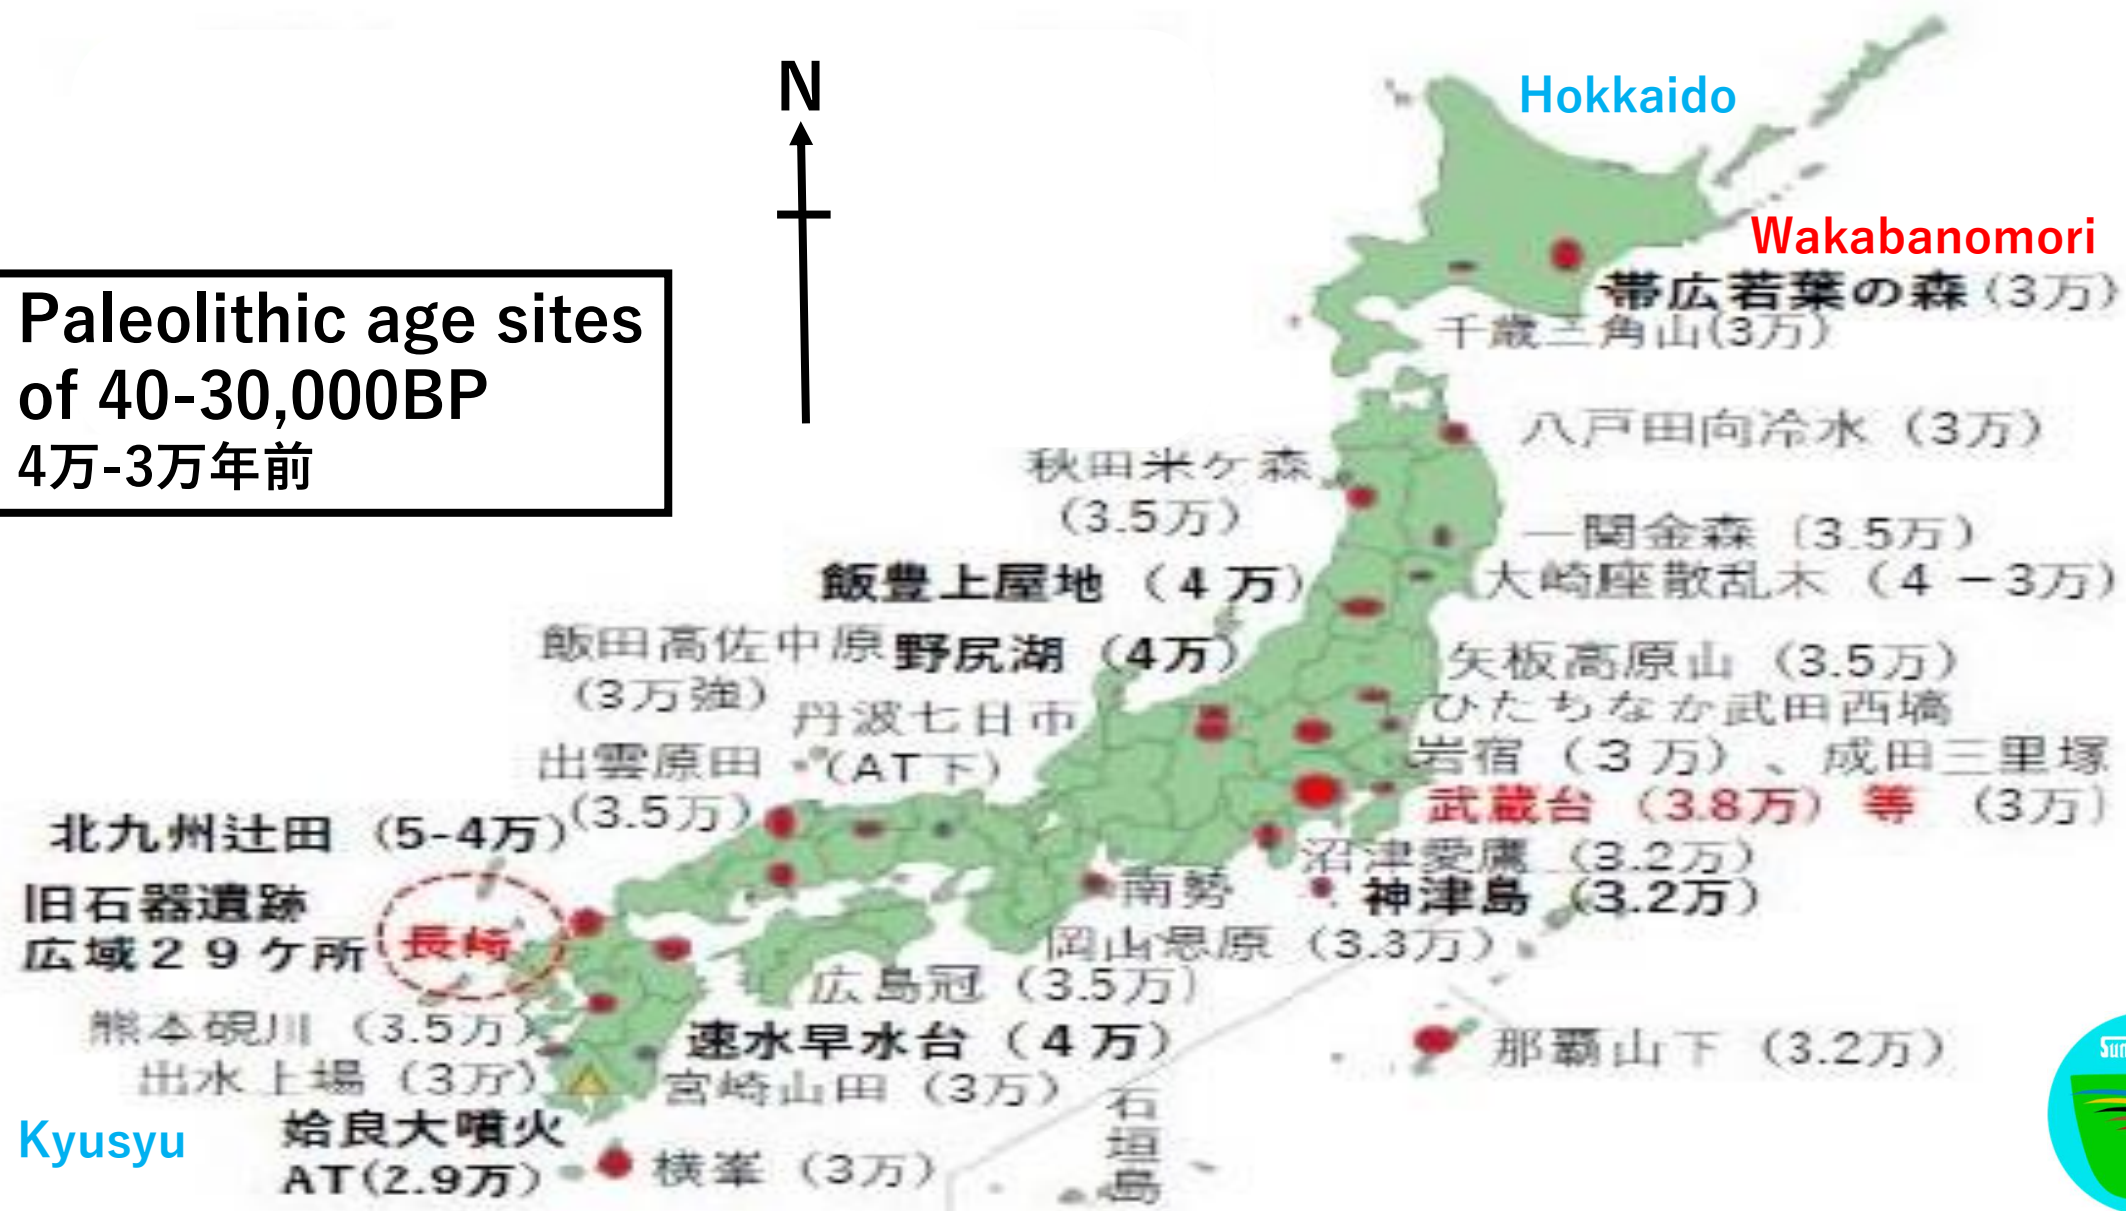 N
Hokkaido
Wakabanomori
帯広若葉の森(3万)
千歳三角山(3万)
Paleolithic age sites
of 40-30,000BP
4万-3万年前
八戸田向冷水（3万）
秋田米ケ森
（3.5万）
一関金森（3.5万）
飯豊上屋地（4万）
大崎座散乱木（4－3万）
飯田高佐中原
（3万強）
野尻湖（4万）
矢板高原山（3.5万）
丹波七日市
（AT下）
ひたちなか武田西塙
出雲原田
（3.5万）
岩宿（3万）、成田三里塚
（3万）
武蔵台（3.8万）等
北九州辻田（5-4万）
沼津愛鷹（3.2万）
旧石器遺跡
広域29ケ所
長崎
南勢
神津島（3.2万）
岡山恩原（3.3万）
広島冠（3.5万）
熊本硯川（3.5万）
速水早水台（4万）
那覇山下（3.2万）
出水上場（3万）
宮崎山田（3万）
Kyusyu
姶良大噴火
AT(2.9万)
横峯（3万）
石垣島
Sun